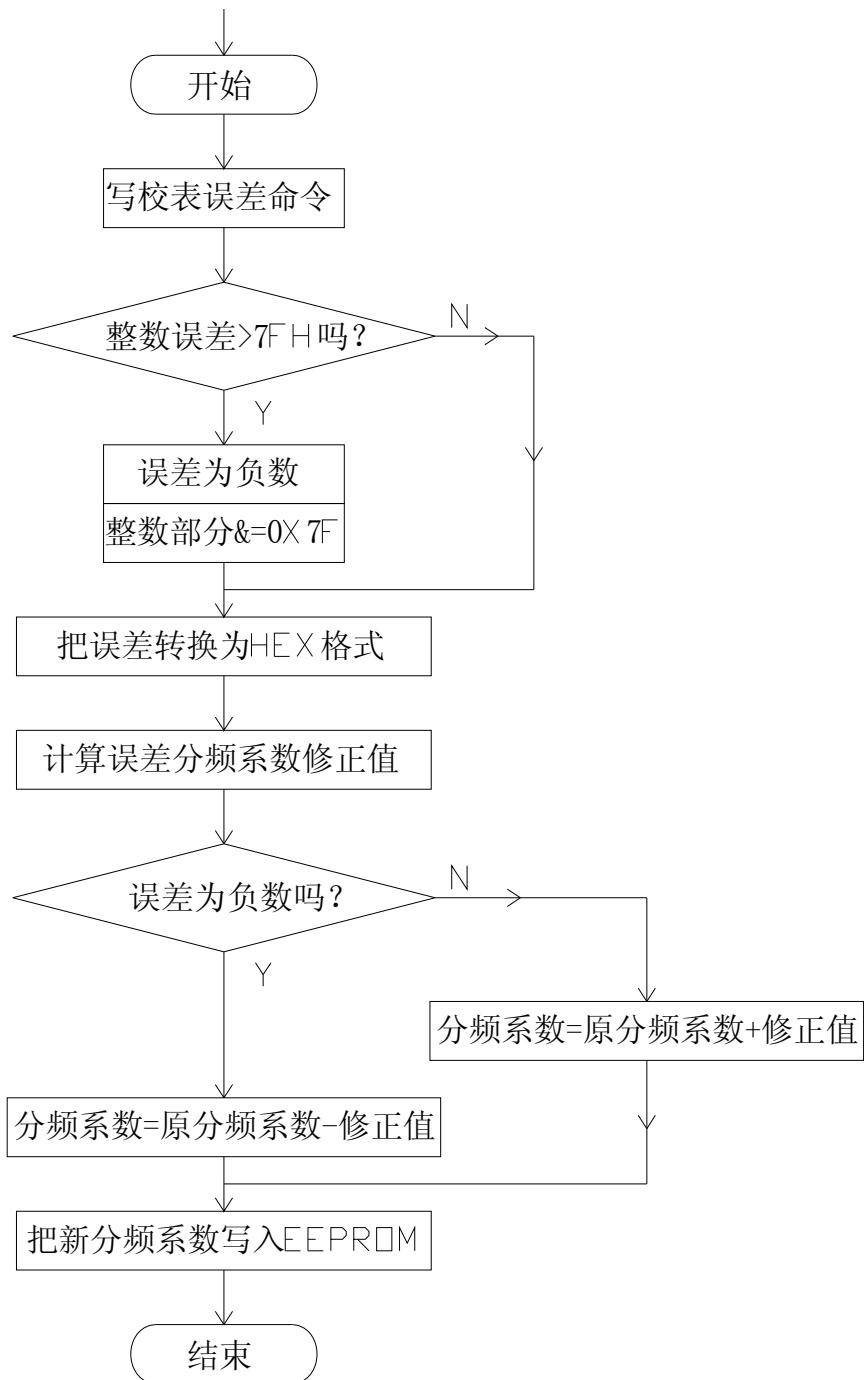 开始
写校表误差命令
整数误差>7FH吗?
N
Y
误差为负数
整数部分&=0X7F
把误差转换为HEX格式
计算误差分频系数修正值
误差为负数吗?
N
Y
分频系数=原分频系数+修正值
分频系数=原分频系数-修正值
把新分频系数写入EEPROM
结束